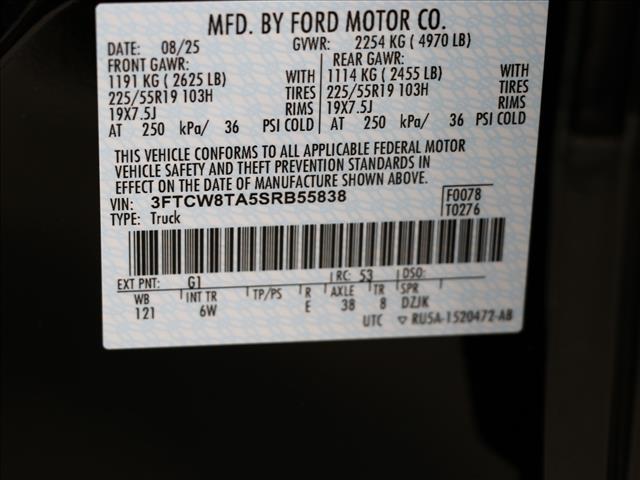 MFD. BY FORD MOTOR CO.
DATE: 08/25 GVWR: 2254 KG ( 4970 LB)
FRONT GAWR: REAR GAWR:
1191 KG ( 2625 LB) WITH 1114 KG ( 2455 LB) WITH
225/55R19 103H TIRES 225/55R19 103H TIRES
19X7.5J RIMS 19X7.5J RIMS
AT 250 kPa/ 36 PSI COLD AT 250 kPa/ 36 PSI COLD
THIS VEHICLE CONFORMS TO ALL APPLICABLE FEDERAL MOTOR
VEHICLE SAFETY AND THEFT PREVENTION STANDARDS IN
EFFECT ON THE DATE OF MANUFACTURE SHOWN ABOVE.
VIN: 3FTCW8TA5SRB55838 F0078
TYPE: Truck T0276
EXT PNT: G1 RC: 53 DSO:
WB INT TR TP/PS R AXLE TR SPR
121 6W E 38 8 DZJK
UTC ▽ RU5A-1520472-AB